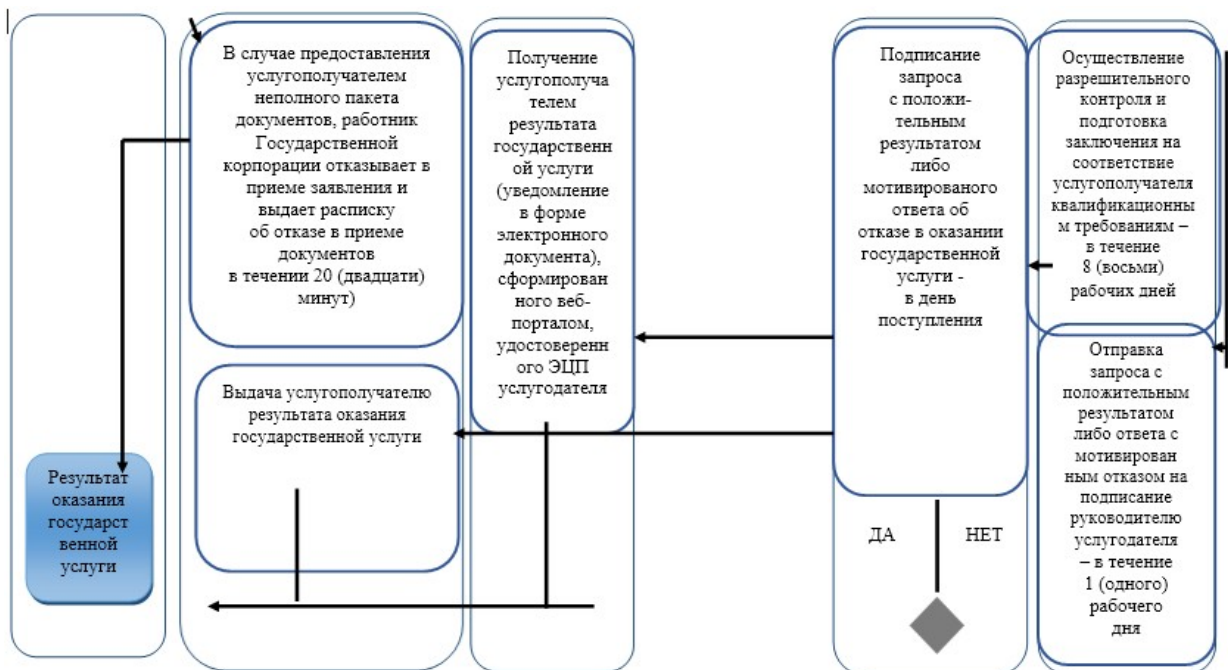 В случае предоставления
услугополучателем
неполного пакета
документов, работник
Государственной
корпорации отказывает в
приеме заявления и
выдает расписку
об отказе в приеме
документов
в течении 20 (двадцати)
минут)
Выдача услугополучателю
результата оказания
государственной услуги
Результат
оказания
государст
венной
услуги
Получение
услугополуча
телем
результата
государственн
ой услуги
(уведомление
в форме
электронного
документа),
сформирован
ного веб-
порталом,
удостоверенн
ого ЭЦП
услугодателя
Подписание
запроса
с положи-
тельным
результатом
либо
мотивированого
ответа об
отказе в оказании
государственной
услуги -
в день
поступления
ДА НЕТ
Осуществление
разрешительного
контроля и
подготовка
заключения на
соответствие
услугополучателя
квалификационны
м требованиям –
в течение
8 (восьми)
рабочих дней
Отправка
запроса с
положительным
результатом
либо ответа с
мотивирован
ным отказом на
подписание
руководителю
услугодателя
– в течение
1 (одного)
рабочего
дня